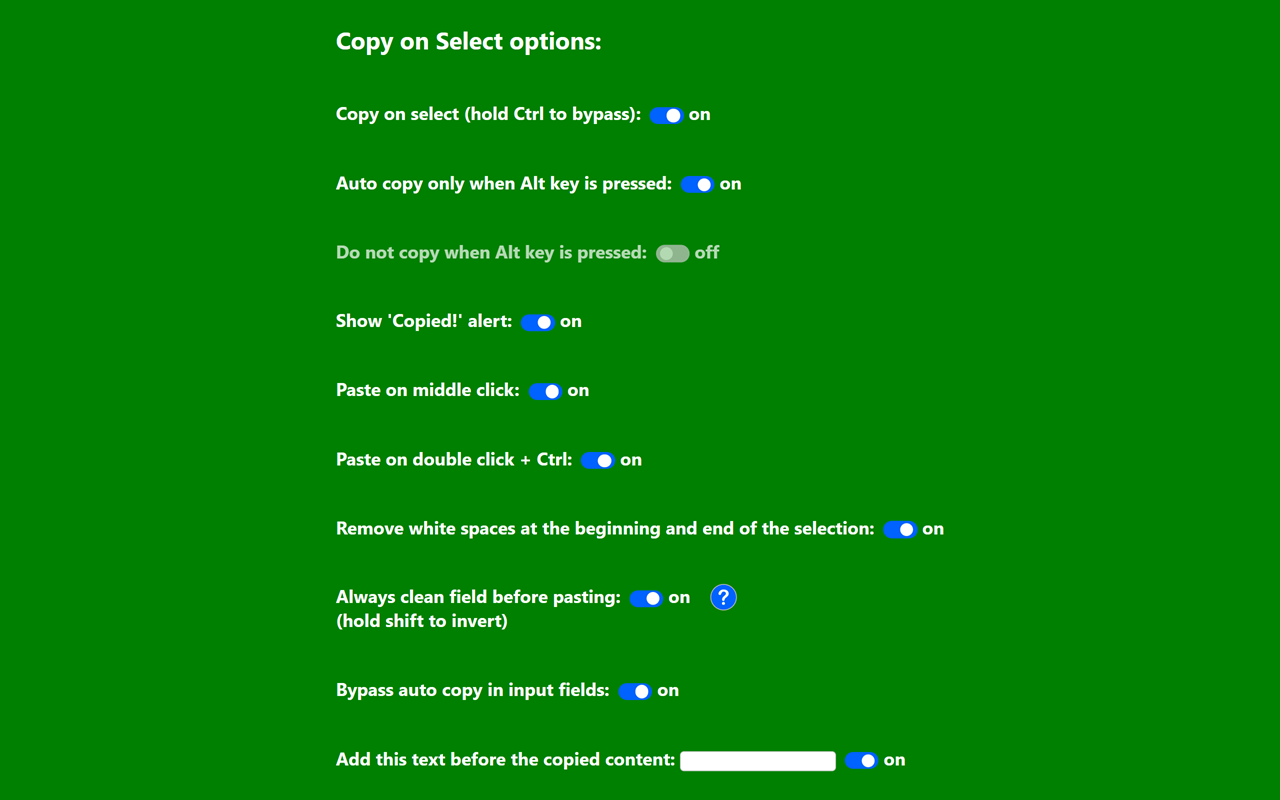 Copy on Select options:
Copy on select (hold Ctrl to bypass): on
Auto copy only when Alt key is pressed: on
Do not copy when Alt key is pressed: off
Show 'Copied!' alert: on
Paste on middle click: on
Paste on double click + Ctrl: on
Remove white spaces at the beginning and end of the selection: on
Always clean field before pasting: on ?
(hold shift to invert)
Bypass auto copy in input fields: on
Add this text before the copied content: on